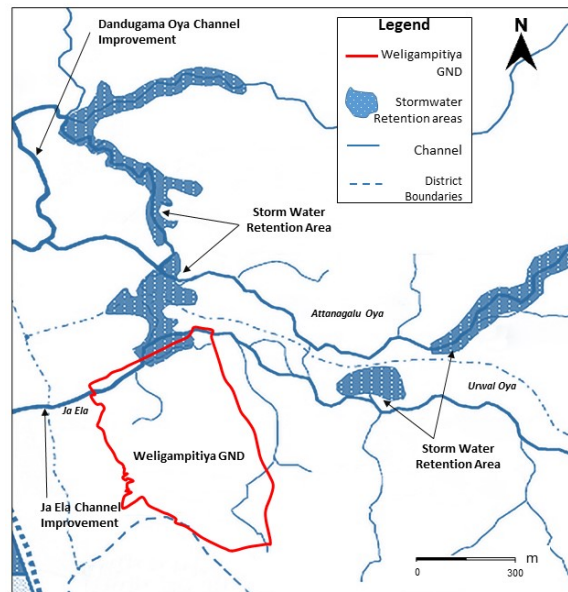 Dandugama Oya Channel
Improvement
Legend
Weligampitiya
GND
Stormwater
Retention areas
Channel
District
Boundaries
N
Storm Water
Retention Area
Attanagalu Oya
Urwal Oya
Ja Ela
Weligampitiya GND
Storm Water
Retention Area
Ja Ela Channel
Improvement
0
300
m